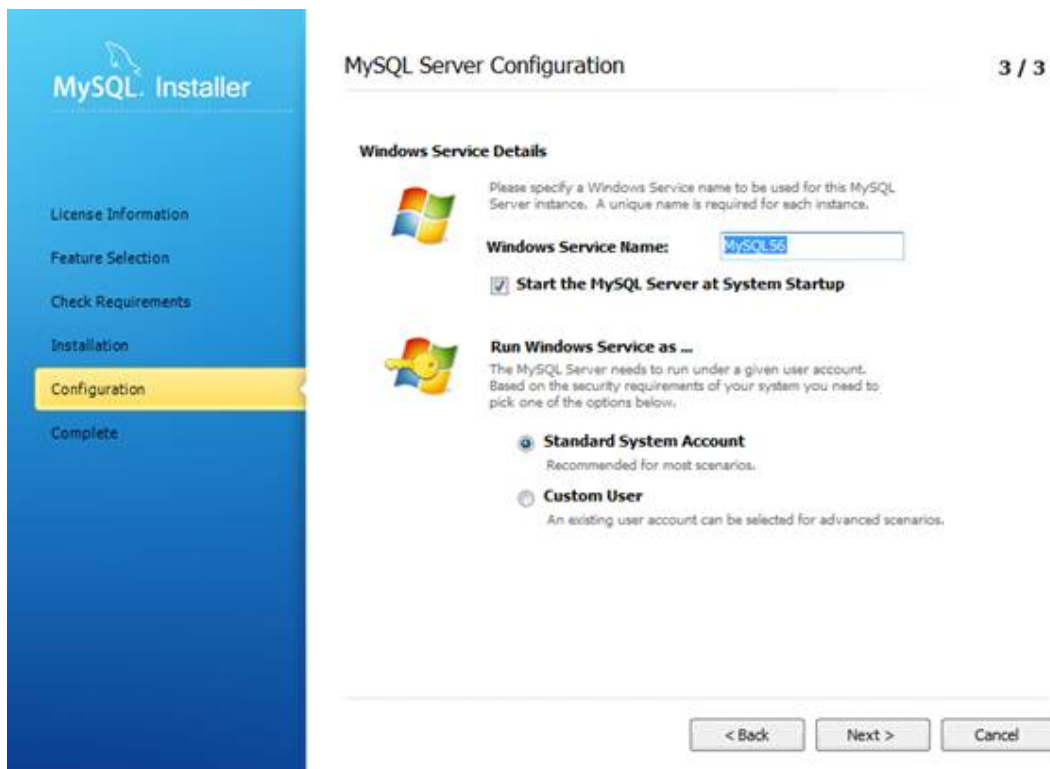 MySQL. Installer
License Information
Feature Selection
Check Requirements
Installation
Configuration
Complete
MySQL Server Configuration
3 / 3
Windows Service Details
Please specify a Windows Service name to be used for this MySQL
Server instance. A unique name is required for each instance.
Windows Service Name:
MySQL56
Start the MySQL Server at System Startup
Run Windows Service as ...
The MySQL Server needs to run under a given user account.
Based on the security requirements of your system you need to
pick one of the options below.
Standard System Account
Recommended for most scenarios.
Custom User
An existing user account can be selected for advanced scenarios.
< Back
Next >
Cancel